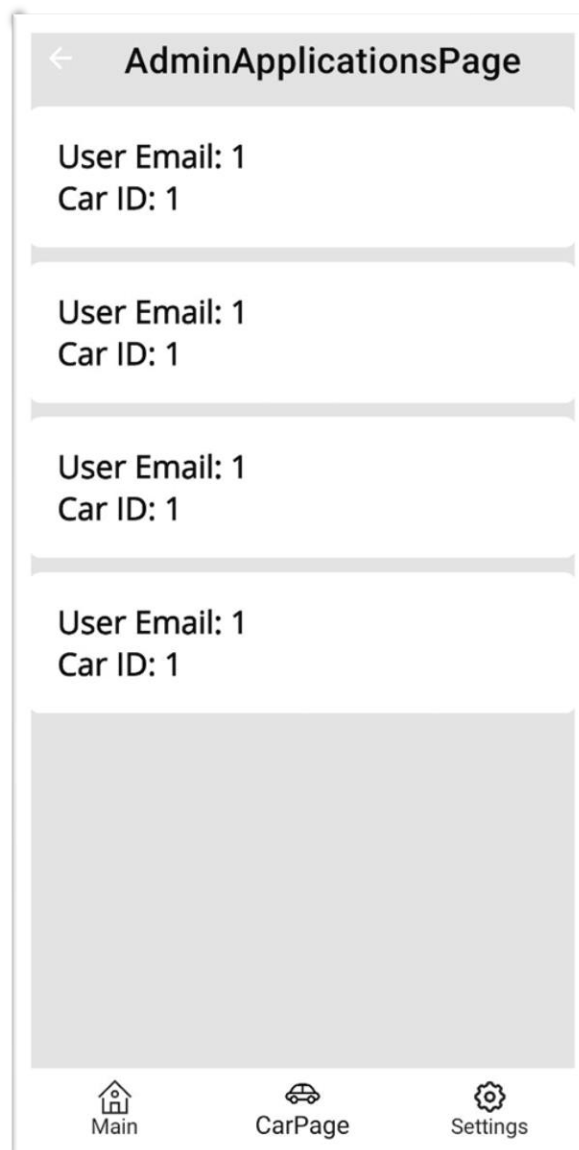 AdminApplicationsPage
User Email: 1
Car ID: 1
User Email: 1
Car ID: 1
User Email: 1
Car ID: 1
User Email: 1
Car ID: 1
Main
CarPage
Settings